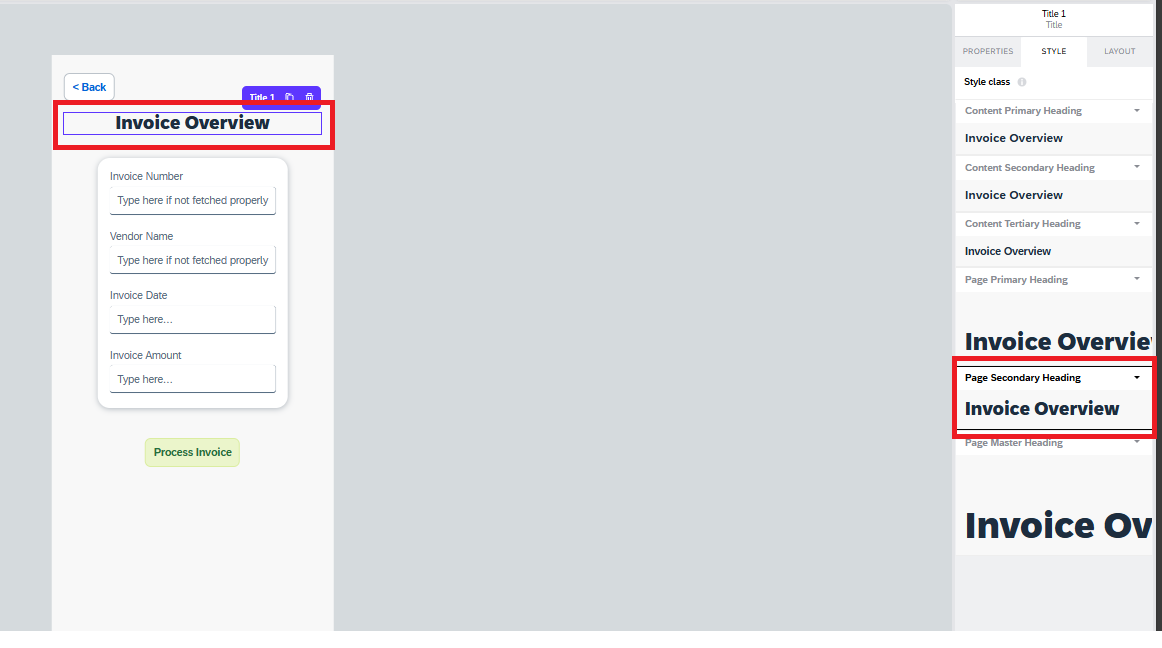 < Back
Title 1
Invoice Overview
Invoice Number
Type here if not fetched properly
Vendor Name
Type here if not fetched properly
Invoice Date
Type here...
Invoice Amount
Type here...
Process Invoice
Title 1
Title
PROPERTIES STYLE LAYOUT
Style class
Content Primary Heading
Invoice Overview
Content Secondary Heading
Invoice Overview
Content Tertiary Heading
Invoice Overview
Page Primary Heading
Invoice Overvie
Page Secondary Heading
Invoice Overview
Page Master Heading
Invoice Ov